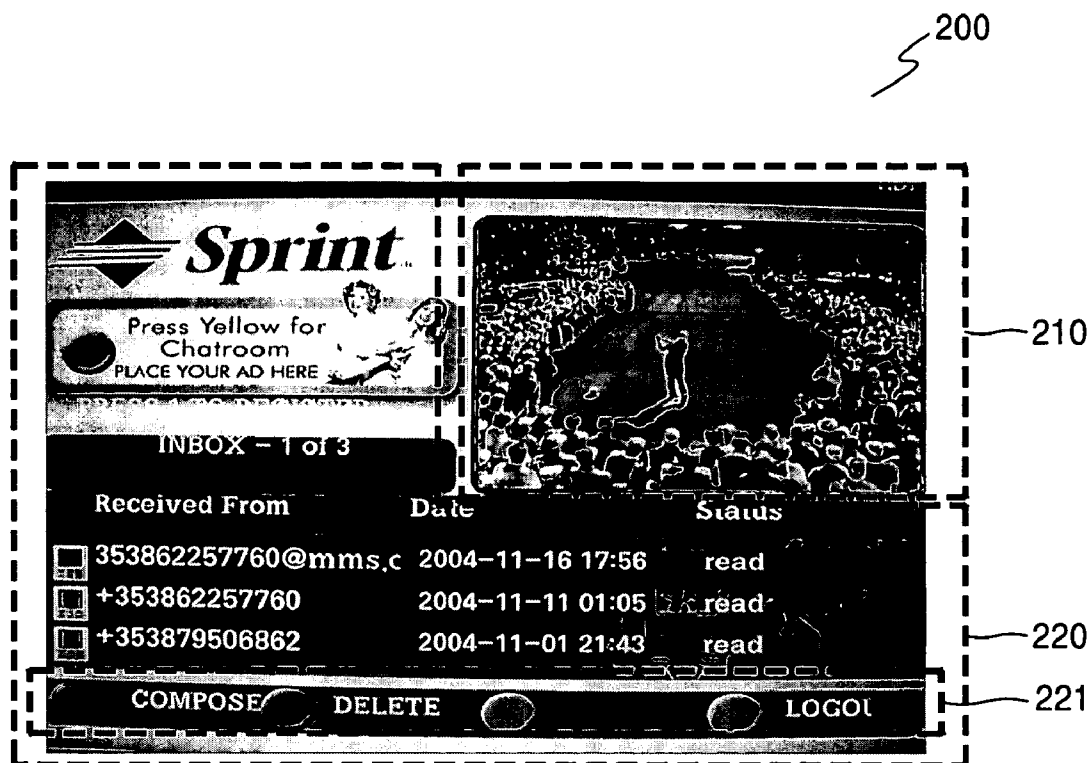 200
Sprint
Press Yellow for
Chatroom
PLACE YOUR AD HERE
210
INBOX - 1 of 3
Received From Date Status
353862257760@mms.c 2004-11-16 17:56 read
+353862257760 2004-11-11 01:05 read
+353879506862 2004-11-01 21:43 read
220
COMPOSE DELETE
221